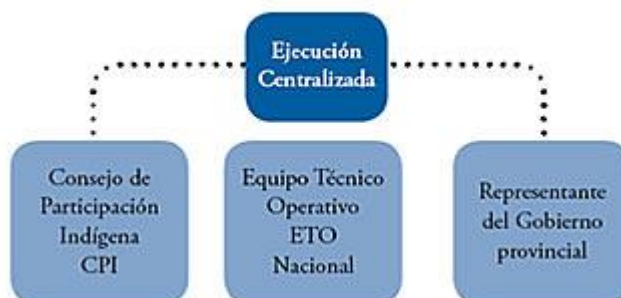 Ejecución
Centralizada
Consejo de
Participación
Indígena
CPI
Equipo Técnico
Operativo
ETO
Nacional
Representante
del Gobierno
provincial